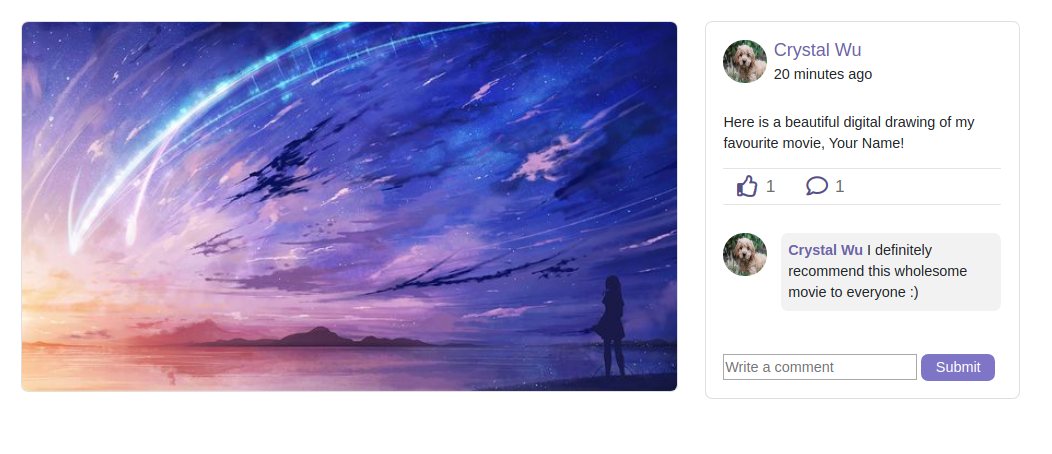 Crystal Wu
20 minutes ago
Here is a beautiful digital drawing of my
favourite movie, Your Name!
1 1
Crystal Wu I definitely
recommend this wholesome
movie to everyone :)
Write a comment Submit